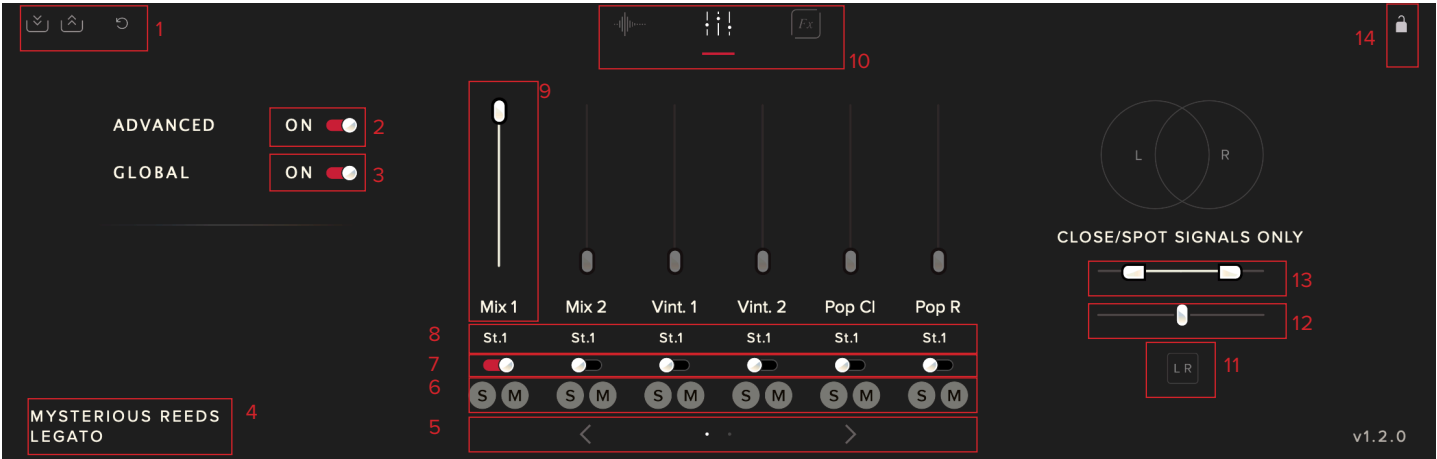 1
Fx
10
14
9
ADVANCED ON 2
GLOBAL ON 3
L R
CLOSE/SPOT SIGNALS ONLY
13
Mix 1 Mix 2 Vint. 1 Vint. 2 Pop Cl Pop R
12
8 St.1 St.1 St.1 St.1 St.1 St.1
7
L R 11
6 S M S M S M S M S M S M
MYSTERIOUS REEDS 4
LEGATO
5
v1.2.0